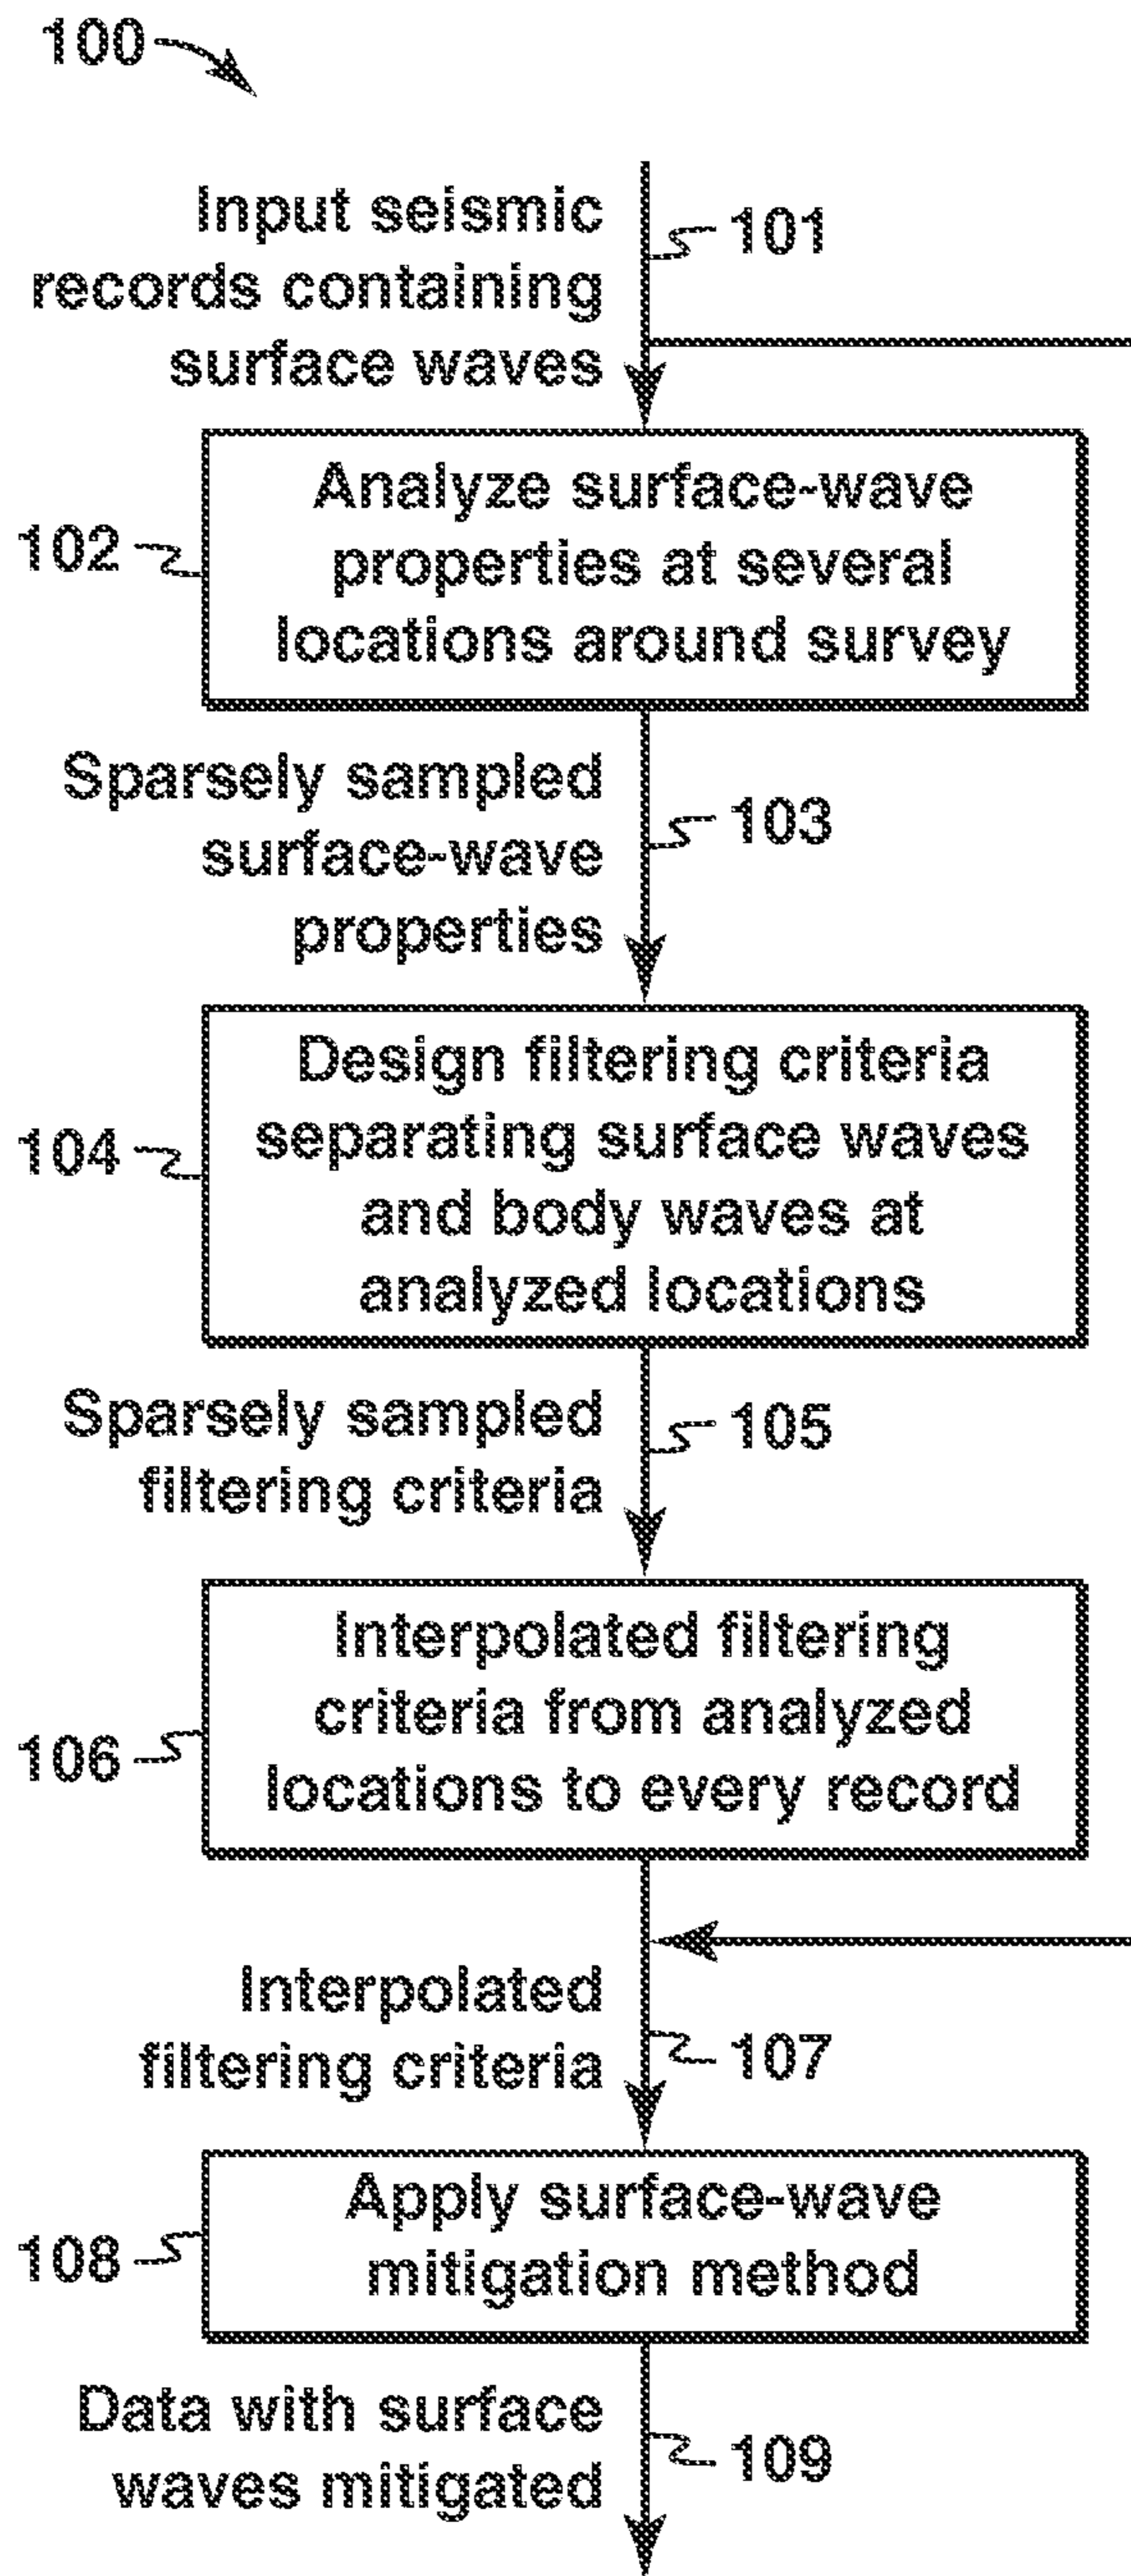 100
Input seismic
records containing
surface waves
101
102
Analyze surface-wave
properties at several
locations around survey
Sparsely sampled
surface-wave
properties
103
104
Design filtering criteria
separating surface waves
and body waves at
analyzed locations
Sparsely sampled
filtering criteria
105
106
Interpolated filtering
criteria from analyzed
locations to every record
Interpolated
filtering criteria
107
108
Apply surface-wave
mitigation method
Data with surface
waves mitigated
109